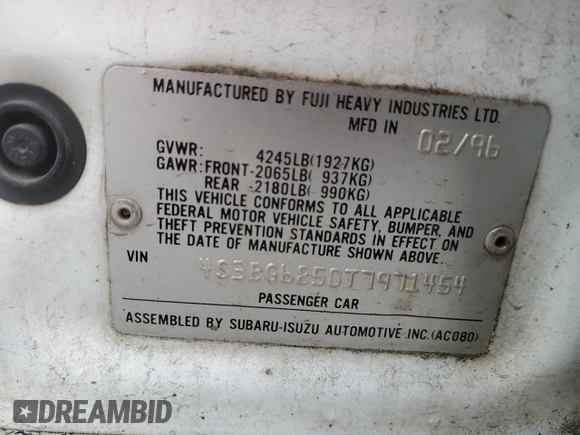 MANUFACTURED BY FUJI HEAVY INDUSTRIES LTD.
MFD IN 02/96
GVWR: 4245LB(1927KG)
GAWR: FRONT-2065LB( 937KG)
REAR -2180LB( 990KG)
THIS VEHICLE CONFORMS TO ALL APPLICABLE
FEDERAL MOTOR VEHICLE SAFETY, BUMPER, AND
THEFT PREVENTION STANDARDS IN EFFECT ON
THE DATE OF MANUFACTURE SHOWN ABOVE.
VIN 4S3BG6850T7971454
PASSENGER CAR
ASSEMBLED BY SUBARU-ISUZU AUTOMOTIVE INC.(AC080)
DREAMBID